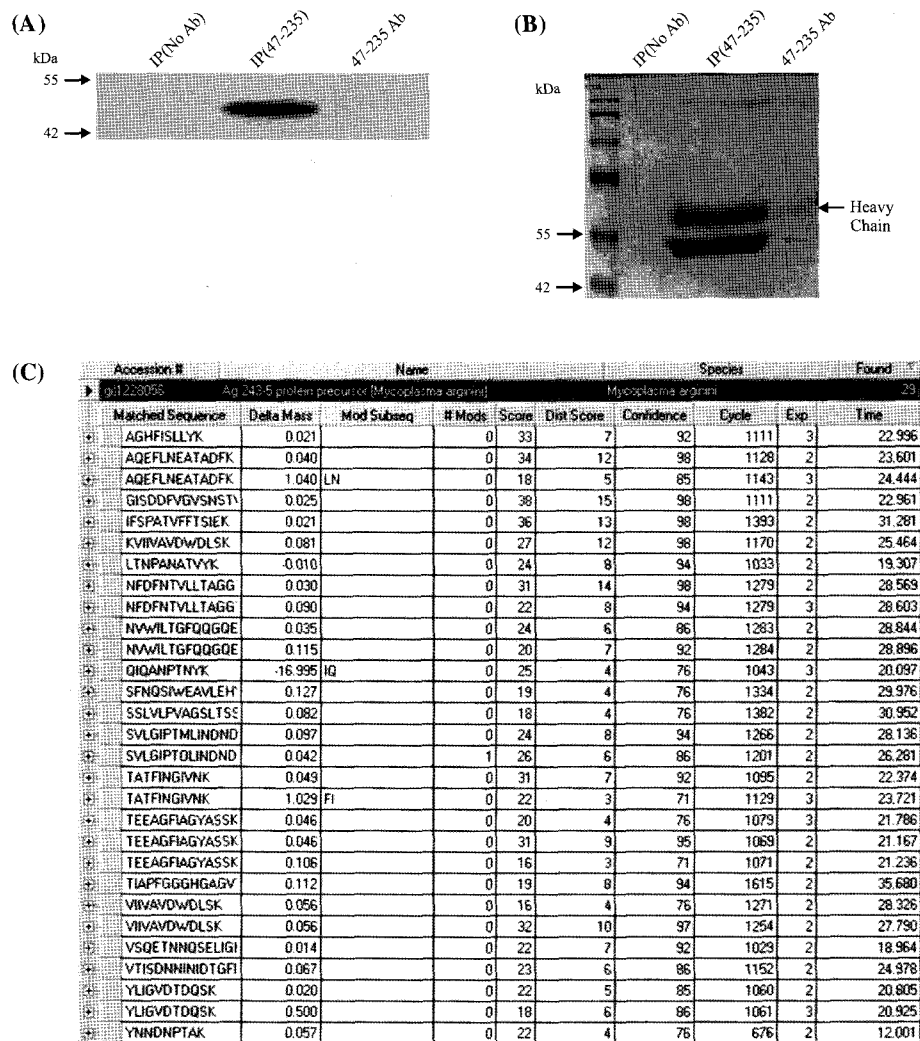 (A)
IP(No Ab)
IP(47-235)
47-235 Ab
kDa
55
42
(B)
IP(No Ab)
IP(47-235)
47-235 Ab
kDa
55
42
Heavy
Chain
(C)
Accession # Name Species Found
gi1228056 Ag 243-5 protein precursor [Mycoplasma arginini] Mycoplasma arginini 29
Matched Sequence Delta Mass Mod Subseq # Mods Score Dist Score Confidence Cycle Exp Time
AGHFISLLYK 0.021 0 33 7 92 1111 3 22.996
AQEFLNEATADFK 0.040 0 34 12 98 1128 2 23.601
AQEFLNEATADFK 1.040 LN 0 18 5 85 1143 3 24.444
GISDDFVGVSNSTV 0.025 0 38 15 98 1111 2 22.961
IFSPATVFFTSIEK 0.021 0 36 13 98 1393 2 31.281
KVIIVAVDWDLSK 0.081 0 27 12 98 1170 2 25.464
LTNPANATVYK -0.010 0 24 8 94 1033 2 19.307
NFDFNTVLLTAGG 0.030 0 31 14 98 1279 2 28.569
NFDFNTVLLTAGG 0.090 0 22 8 94 1279 3 28.603
NVWILTGFQQGQE 0.035 0 24 6 86 1283 2 28.844
NVWILTGFQQGQE 0.115 0 20 7 92 1284 2 28.896
QIQANPTNYK -16.995 IQ 0 25 4 76 1043 3 20.097
SFNQSIWEAVLEH 0.127 0 19 4 76 1334 2 29.976
SSLVLPVAGSLTSS 0.082 0 18 4 76 1382 2 30.952
SVLGIPTMLINDND 0.097 0 24 8 94 1266 2 28.136
SVLGIPTOLINDND 0.042 1 26 6 86 1201 2 26.281
TATFINGIVNK 0.049 0 31 7 92 1095 2 22.374
TATFINGIVNK 1.029 FI 0 22 3 71 1129 3 23.721
TEEAGFIAGYASSK 0.046 0 20 4 76 1079 3 21.786
TEEAGFIAGYASSK 0.046 0 31 9 95 1069 2 21.167
TEEAGFIAGYASSK 0.106 0 16 3 71 1071 2 21.236
TIAPFGGGHGAGV 0.112 0 19 8 94 1615 2 35.680
VIIVAVDWDLSK 0.056 0 16 4 76 1271 2 28.326
VIIVAVDWDLSK 0.056 0 32 10 97 1254 2 27.790
VSQETNNQSELIGI 0.014 0 22 7 92 1029 2 18.964
VTISDNNINIDTGFI 0.067 0 23 6 86 1152 2 24.978
YLIGVDTDQSK 0.020 0 22 5 85 1060 2 20.805
YLIGVDTDQSK 0.500 0 18 6 86 1061 3 20.925
YNNDNPTAK 0.057 0 22 4 76 676 2 12.001